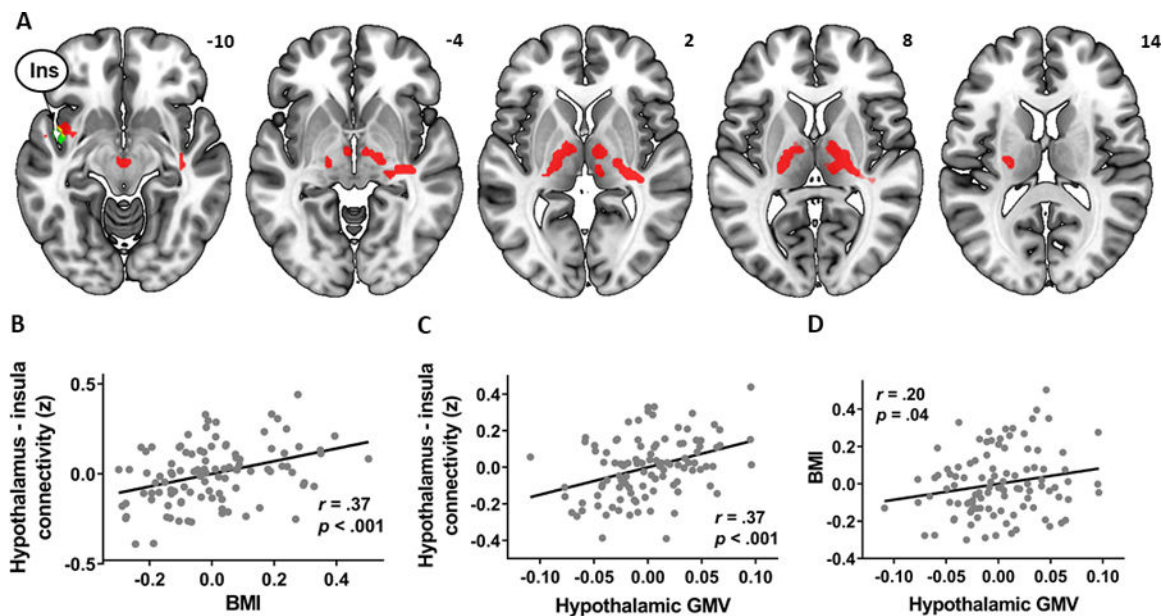 A
Ins
-10
-4
2
8
14
B
Hypothalamus - insula
connectivity (z)
0.5
0.0
-0.5
-0.2
0.0
0.2
0.4
BMI
r = .37
p < .001
C
Hypothalamus - insula
connectivity (z)
0.4
0.2
0.0
-0.2
-0.4
-0.10
-0.05
0.00
0.05
0.10
Hypothalamic GMV
r = .37
p < .001
D
r = .20
p = .04
BMI
0.6
0.4
0.2
0.0
-0.2
-0.4
-0.10
-0.05
0.00
0.05
0.10
Hypothalamic GMV